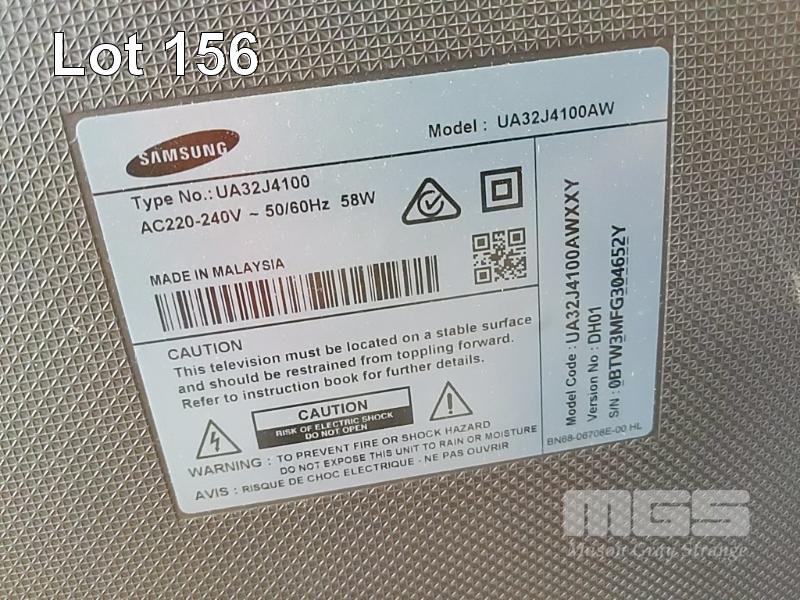 Lot 156
SAMSUNG
Model : UA32J4100AW
Type No.:UA32J4100
AC220-240V ~ 50/60Hz 58W
MADE IN MALAYSIA
CAUTION
This television must be located on a stable surface
and should be restrained from toppling forward.
Refer to instruction book for further details.
CAUTION
RISK OF ELECTRIC SHOCK
DO NOT OPEN
WARNING : TO PREVENT FIRE OR SHOCK HAZARD
DO NOT EXPOSE THIS UNIT TO RAIN OR MOISTURE
AVIS : RISQUE DE CHOC ELECTRIQUE - NE PAS OUVRIR
Model Code : UA32J4100AWXXY
Version No : DH01
S/N : 0BTW3MFG304652Y
BN68-06708E-00 HL
MGS
Mason Gray Strange